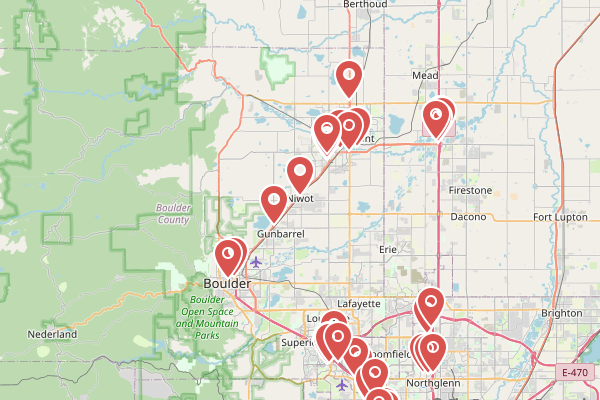 Berthoud
Mead
Niwot
Firestone
Boulder
County
Dacono
Fort Lupton
Gunbarrel
Erie
Boulder
Boulder
Open Space
and Mountain
Parks
Lafayette
Brighton
Nederland
E-470
Northglenn